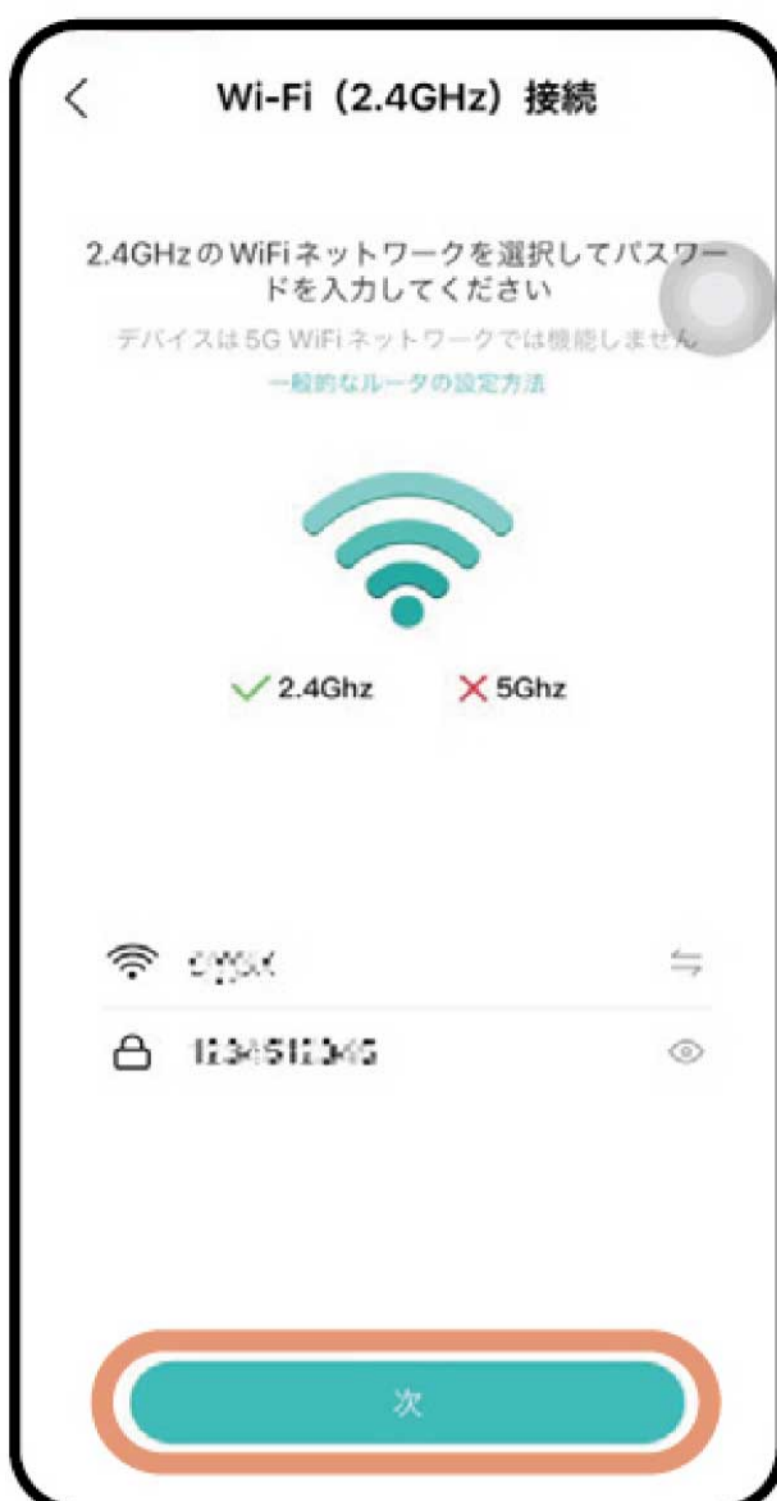 Wi-Fi（2.4GHz）接続
2.4GHzのWiFiネットワークを選択してパスワー
ドを入力してください
デバイスは5G WiFiネットワークでは機能しません
一般的なルータの設定方法
2.4Ghz
5Ghz
次